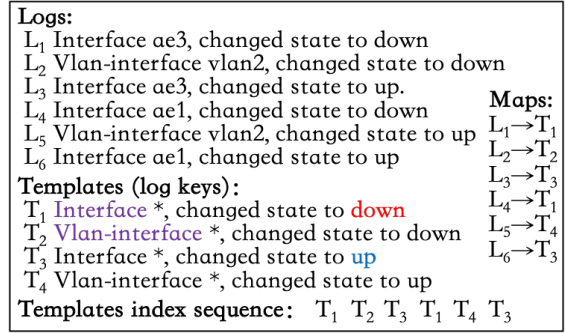 Logs:
L1 Interface ae3, changed state to down
L2 Vlan-interface vlan2, changed state to down
L3 Interface ae3, changed state to up.
L4 Interface ae1, changed state to down
L5 Vlan-interface vlan2, changed state to up
L6 Interface ae1, changed state to up
Maps:
L1→T1
L2→T2
L3→T3
L4→T1
L5→T4
L6→T3
Templates (log keys):
T1 Interface *, changed state to down
T2 Vlan-interface *, changed state to down
T3 Interface *, changed state to up
T4 Vlan-interface *, changed state to up
Templates index sequence: T1 T2 T3 T1 T4 T3